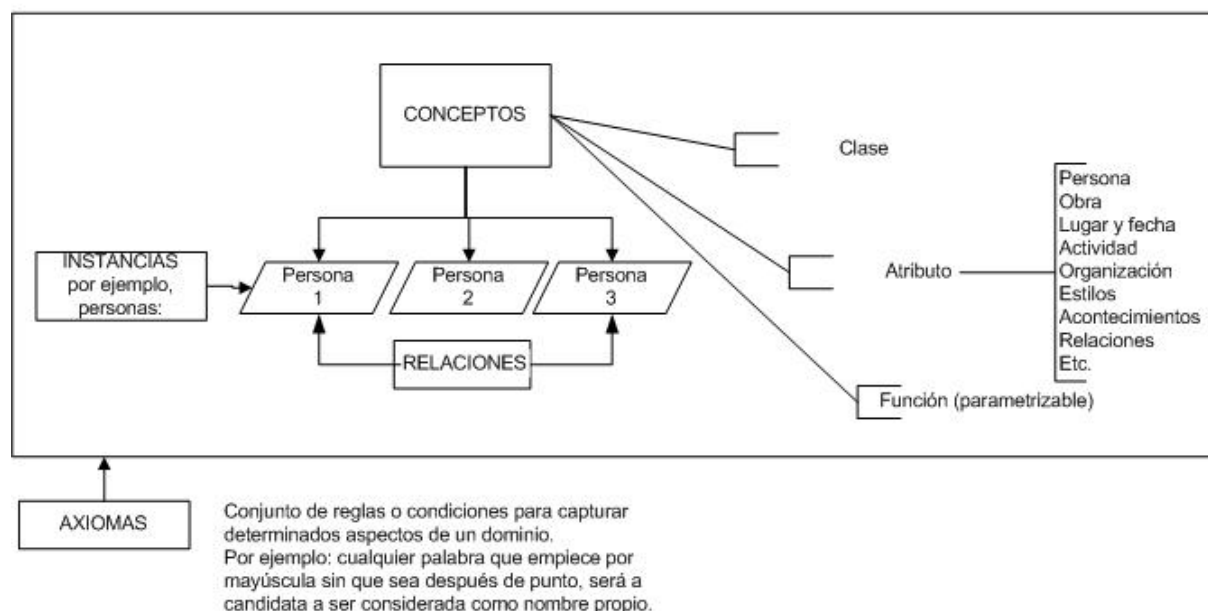 CONCEPTOS
Clase
Persona
Obra
Lugar y fecha
Actividad
Organización
Estilos
Acontecimientos
Relaciones
Etc.
Atributo
INSTANCIAS
por ejemplo,
personas:
Persona
1
Persona
2
Persona
3
RELACIONES
Función (parametrizable)
AXIOMAS
Conjunto de reglas o condiciones para capturar
determinados aspectos de un dominio.
Por ejemplo: cualquier palabra que empiece por
mayúscula sin que sea después de punto, será a
candidata a ser considerada como nombre propio.